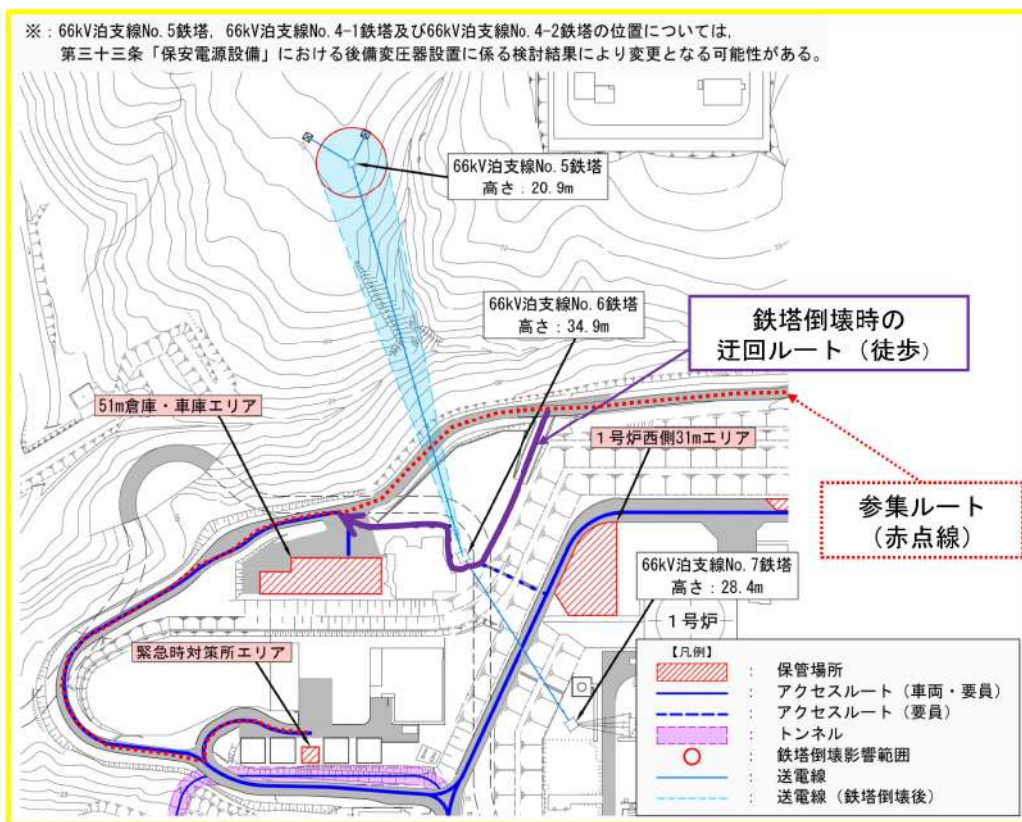 ※：66kV泊支線No.5鉄塔，66kV泊支線No.4-1鉄塔及び66kV泊支線No.4-2鉄塔の位置については，
第三十三条「保安電源設備」における後備変圧器設置に係る検討結果により変更となる可能性がある。
66kV泊支線No.5鉄塔
高さ：20.9m
66kV泊支線No.6鉄塔
高さ：34.9m
鉄塔倒壊時の
迂回ルート（徒歩）
51m倉庫・車庫エリア
1号炉西側31mエリア
参集ルート
（赤点線）
66kV泊支線No.7鉄塔
高さ：28.4m
1号炉
緊急時対策所エリア
【凡例】
： 保管場所
： アクセスルート（車両・要員）
： アクセスルート（要員）
： トンネル
： 鉄塔倒壊影響範囲
： 送電線
： 送電線（鉄塔倒壊後）